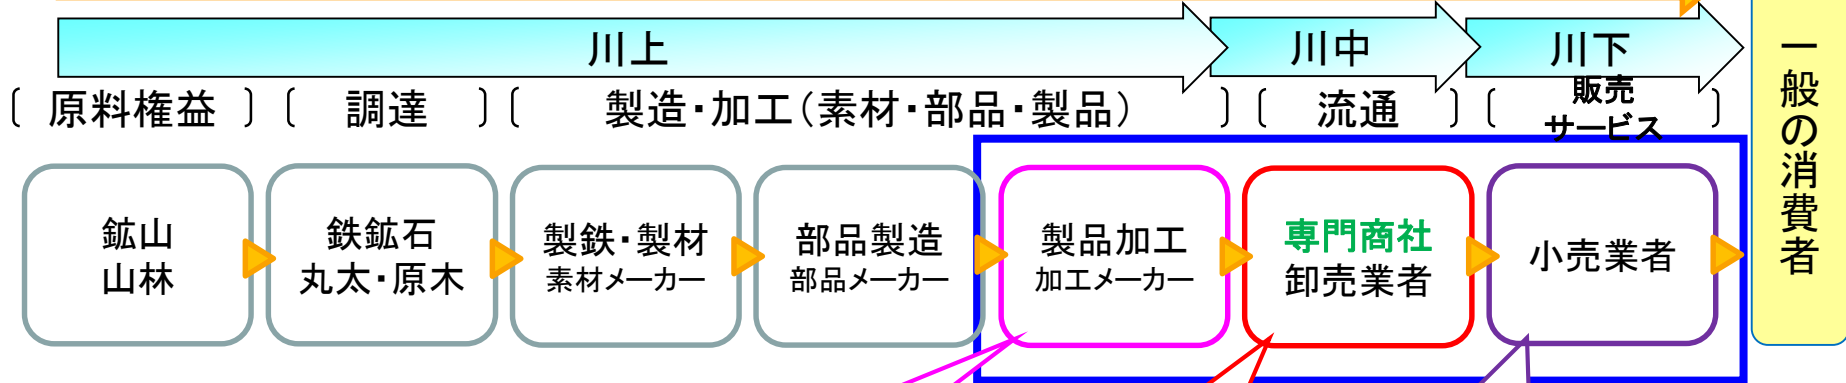 川上
川中
川下
〔 原料権益 〕
〔 調達 〕
〔 製造・加工(素材・部品・製品) 〕
〔 流通 〕
〔 販売
サービス 〕
鉱山
山林
鉄鉱石
丸太・原木
製鉄・製材
素材メーカー
部品製造
部品メーカー
製品加工
加工メーカー
専門商社
卸売業者
小売業者
一般の消費者